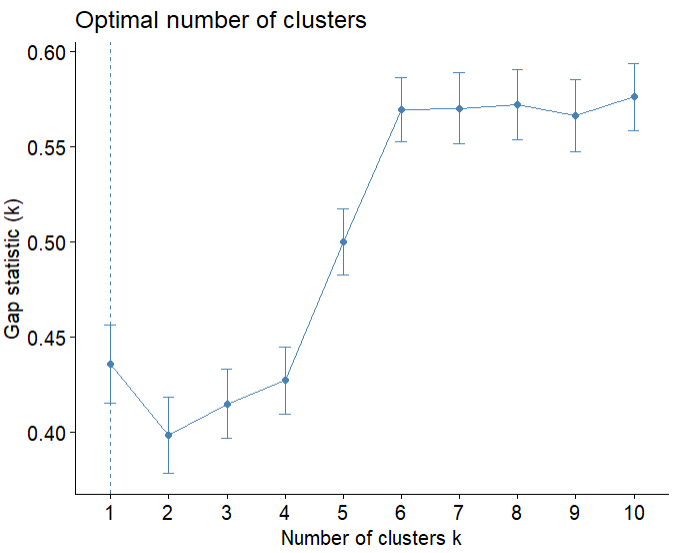 Optimal number of clusters
Gap statistic (k)
0.60
0.55
0.50
0.45
0.40
1 2 3 4 5 6 7 8 9 10
Number of clusters k